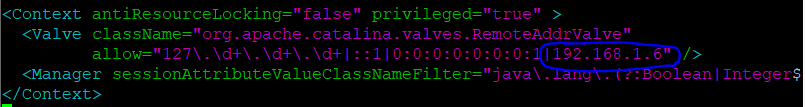 <Context antiResourceLocking="false" privileged="true" >
<Valve className="org.apache.catalina.valves.RemoteAddrValve"
allow="127\.\d+\.\d+\.\d+|::1|0:0:0:0:0:0:0:1|192.168.1.6" />
<Manager sessionAttributeValueClassNameFilter="java\.lang\.(?:Boolean|Integer$
</Context>